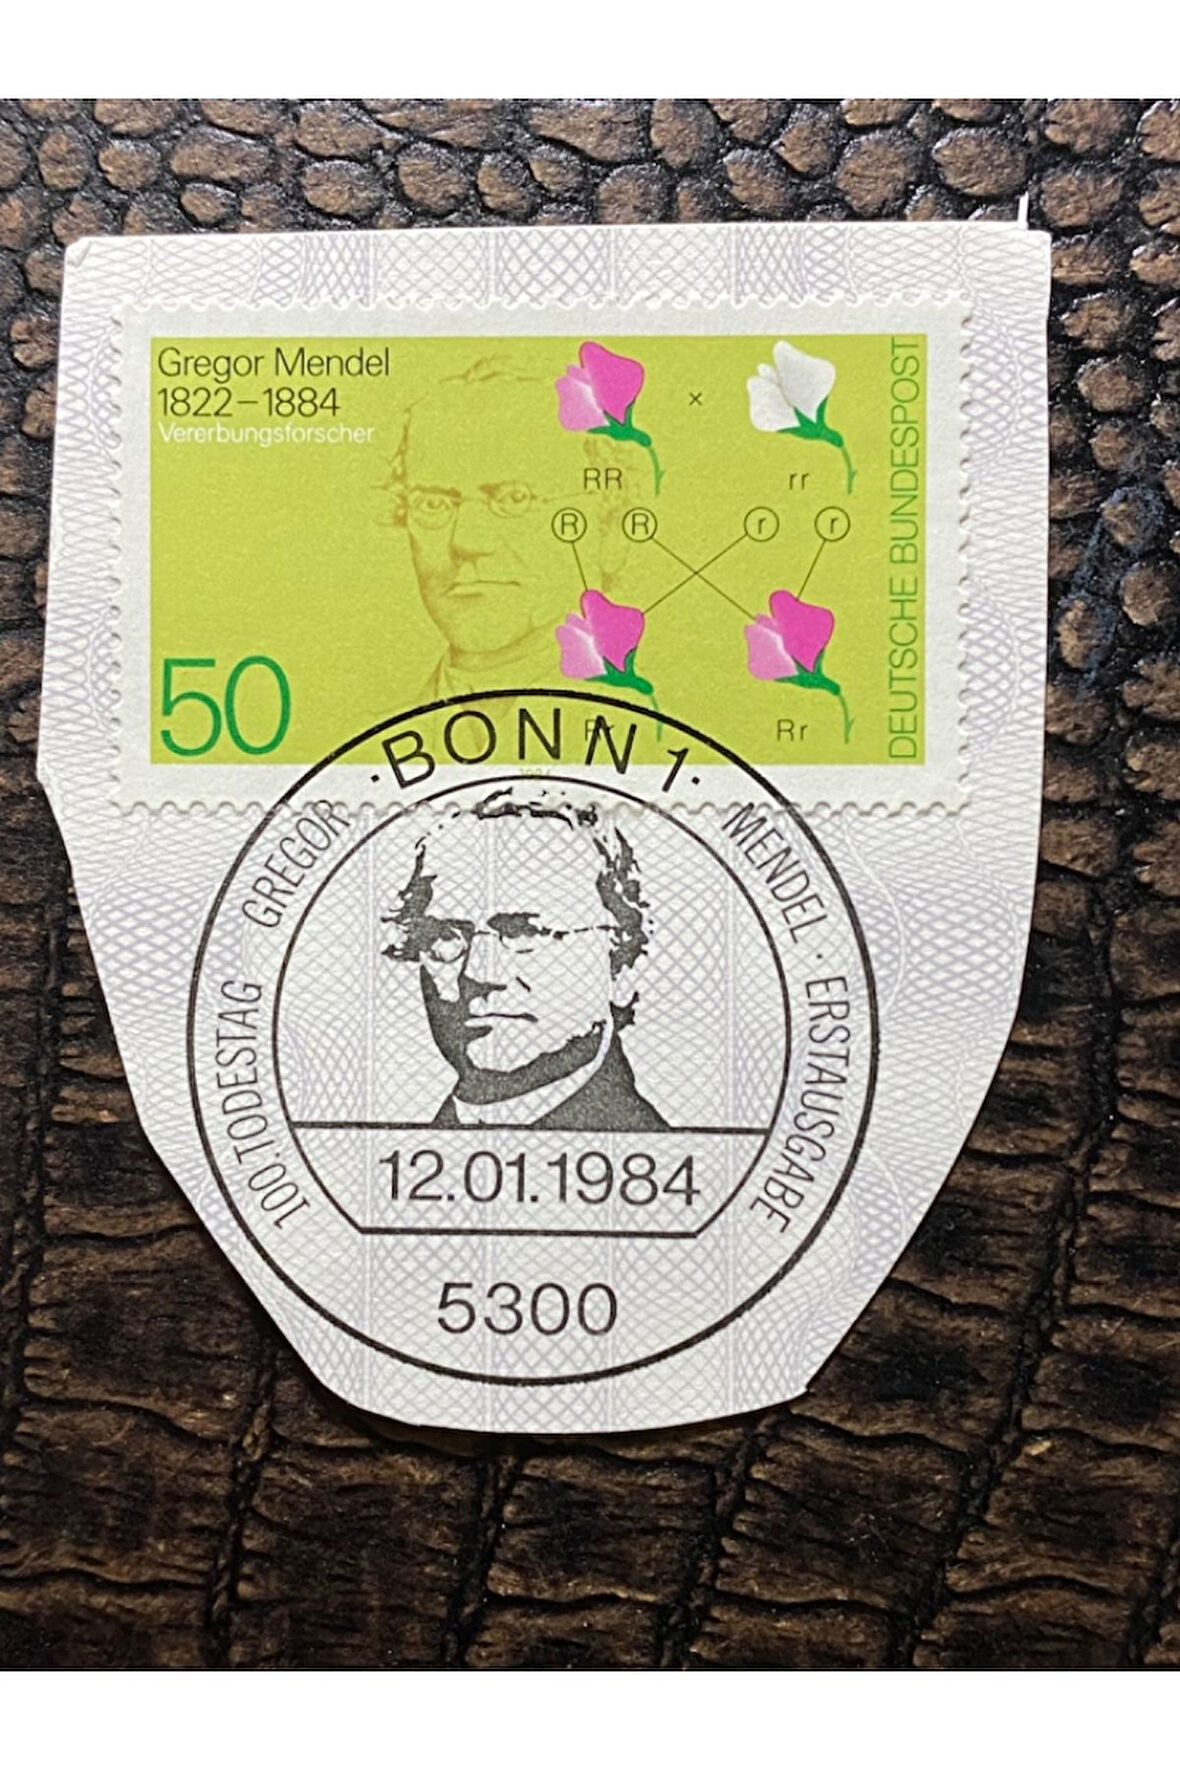 Gregor Mendel
1822–1884
Vererbungsforscher
×
RR
rr
R R r r
Rr
Rr
50
DEUTSCHE BUNDESPOST
· BONN 1 ·
100. TODESTAG GREGOR MENDEL · ERSTAUSGABE
12.01.1984
5300